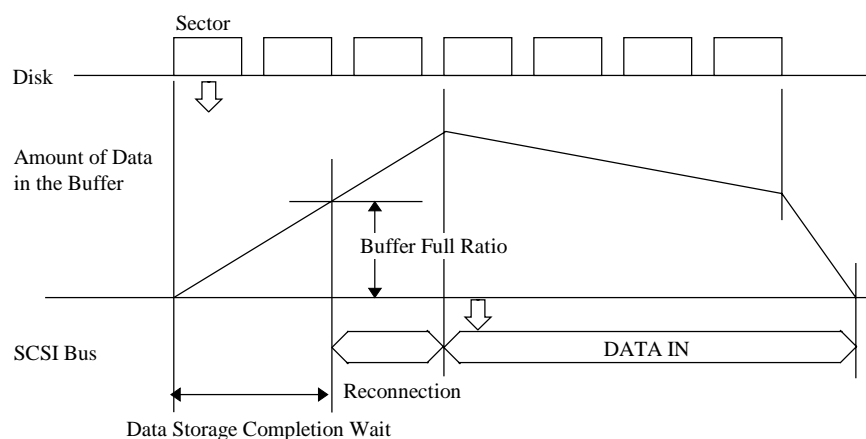 Sector
Disk
Amount of Data
in the Buffer
Buffer Full Ratio
SCSI Bus
DATA IN
Reconnection
Data Storage Completion Wait